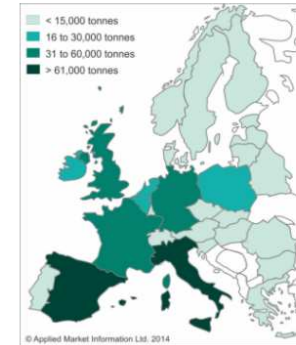 < 15,000 tonnes
16 to 30,000 tonnes
31 to 60,000 tonnes
> 61,000 tonnes
© Applied Market Information Ltd. 2014